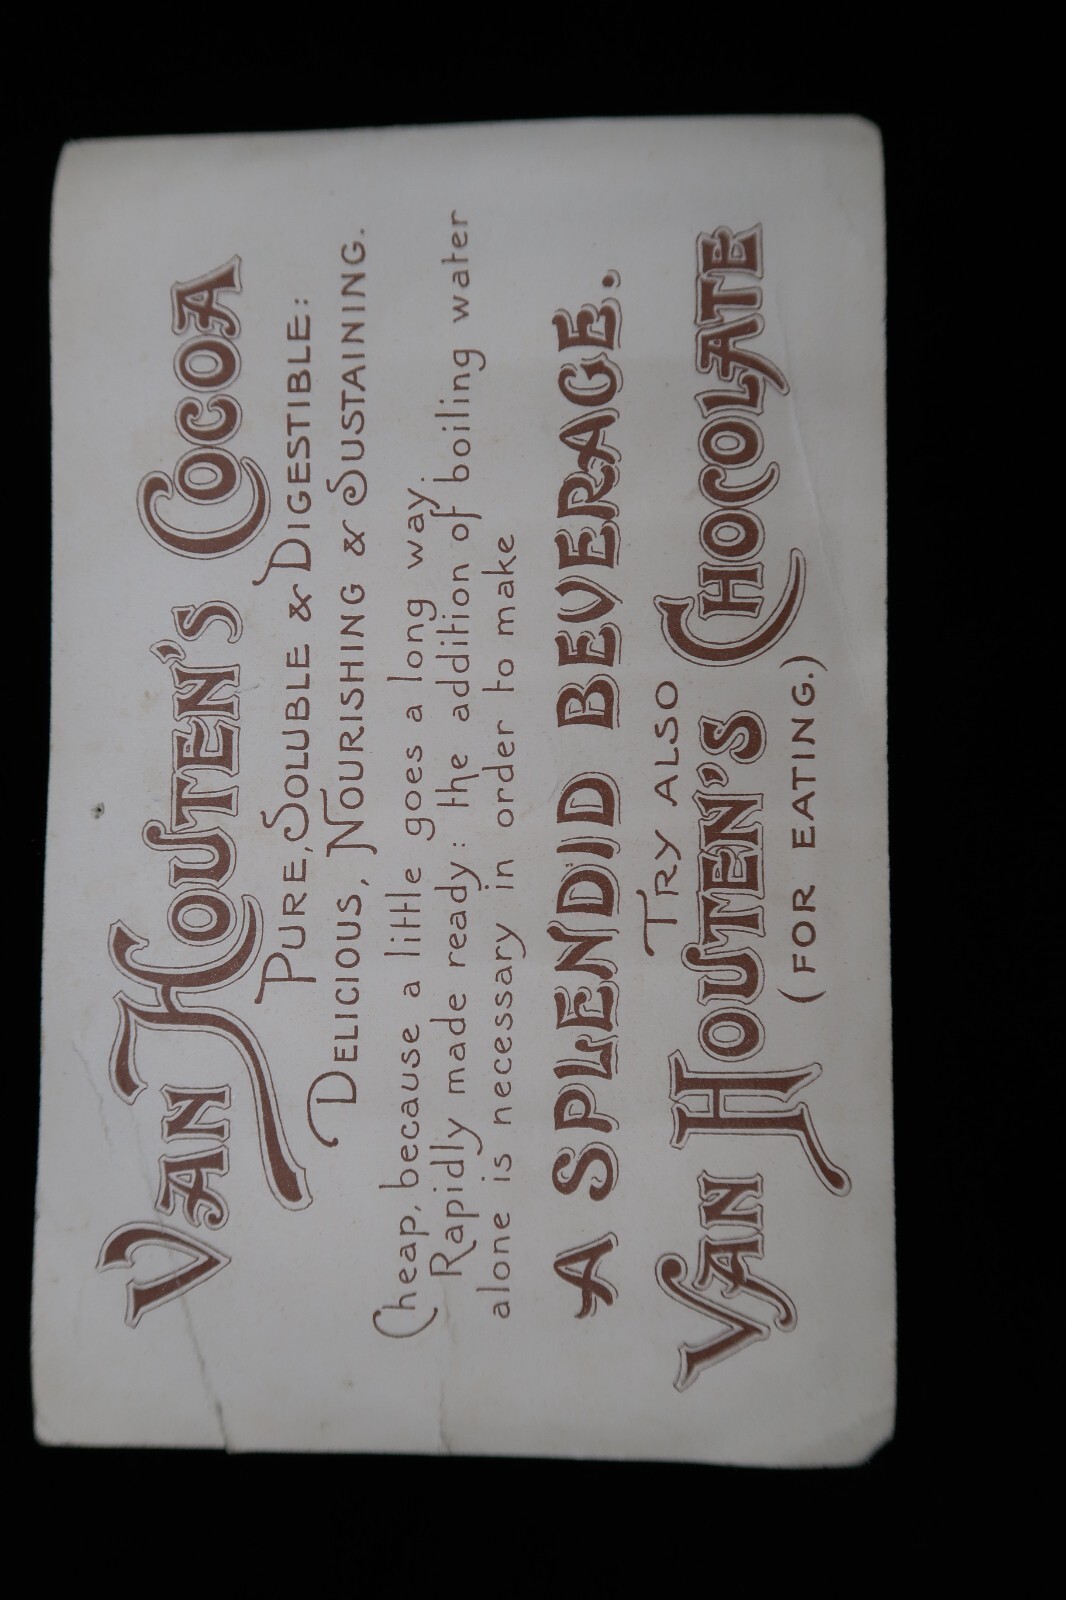 VAN HOUTEN'S COCOA
PURE, SOLUBLE & DIGESTIBLE:
DELICIOUS, NOURISHING & SUSTAINING.
Cheap, because a little goes a long way.
Rapidly made ready: the addition of boiling water
alone is necessary in order to make
A SPLENDID BEVERAGE.
TRY ALSO
VAN HOUTEN'S CHOCOLATE
(FOR EATING.)